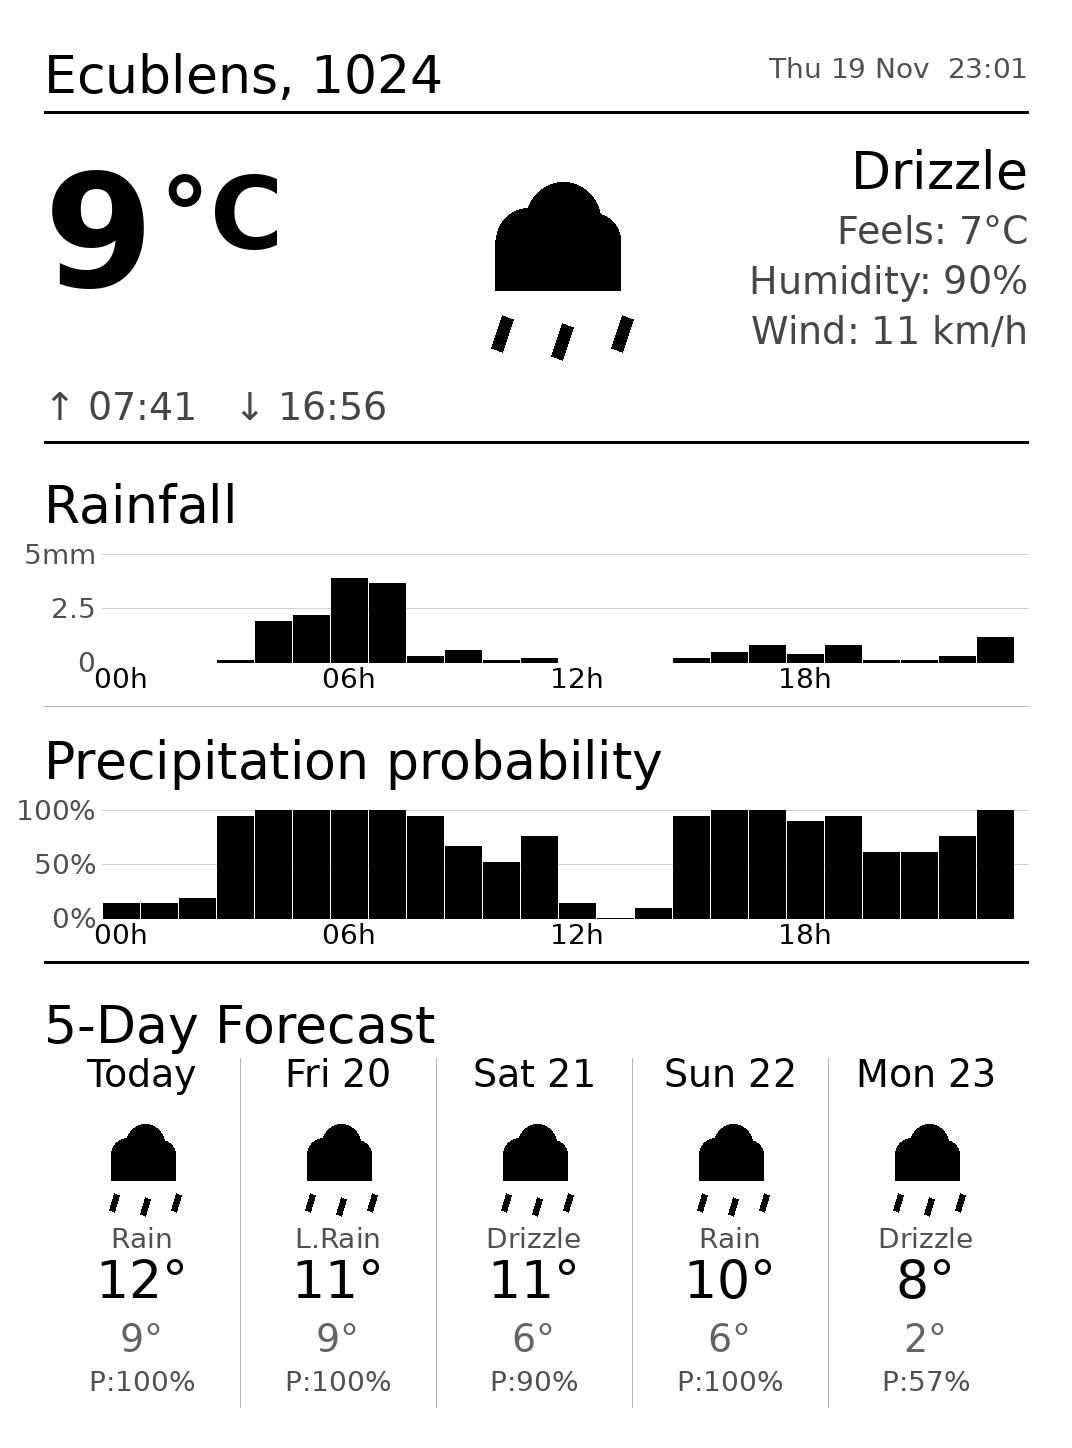 Ecublens, 1024
Thu 19 Nov  23:01
9 °C
Drizzle
Feels: 7°C
Humidity: 90%
Wind: 11 km/h
↑ 07:41   ↓ 16:56
Rainfall
5mm
2.5
0
00h 06h 12h 18h
Precipitation probability
100%
50%
0%
00h 06h 12h 18h
5-Day Forecast
Today Fri 20 Sat 21 Sun 22 Mon 23
Rain L.Rain Drizzle Rain Drizzle
12° 11° 11° 10° 8°
9° 9° 6° 6° 2°
P:100% P:100% P:90% P:100% P:57%